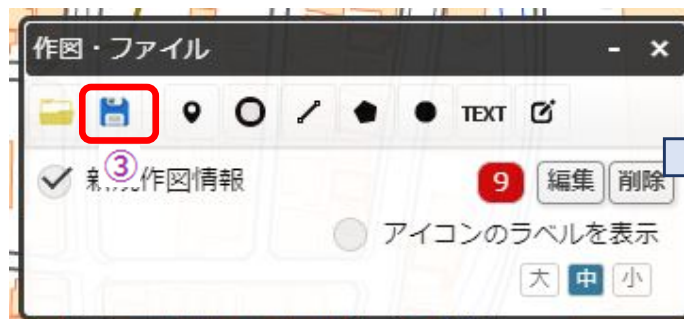 作図・ファイル
TEXT
③
新規作図情報 9 編集 削除
アイコンのラベルを表示
大 中 小